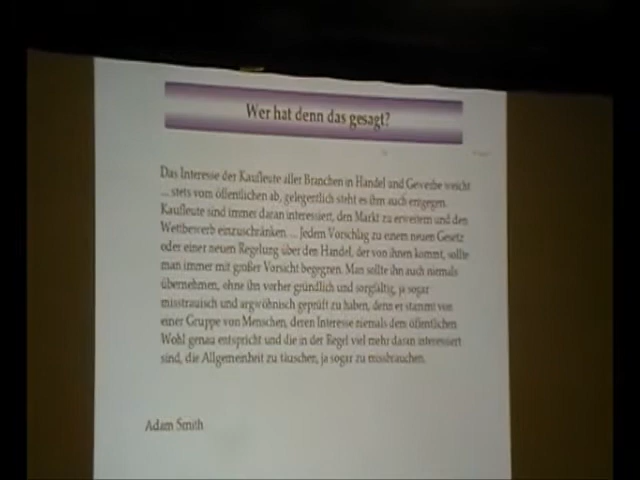 Wer hat denn das gesagt?
Das Interesse der Kaufleute aller Branchen in Handel und Gewerbe weicht
... stets vom öffentlichen ab, gelegentlich steht es ihm auch entgegen.
Kaufleute sind immer daran interessiert, den Markt zu erweitern und den
Wettbewerb einzuschränken. ... Jedem Vorschlag zu einem neuen Gesetz
oder einer neuen Regelung über den Handel, der von ihnen kommt, sollte
man immer mit großer Vorsicht begegnen. Man sollte ihn auch niemals
übernehmen, ohne ihn vorher gründlich und sorgfältig, ja sogar
misstrauisch und argwöhnisch geprüft zu haben, denn er stammt von
einer Gruppe von Menschen, deren Interesse niemals dem öffentlichen
Wohl genau entspricht und die in der Regel viel mehr daran interessiert
sind, die Allgemeinheit zu täuschen, ja sogar zu missbrauchen.
Adam Smith